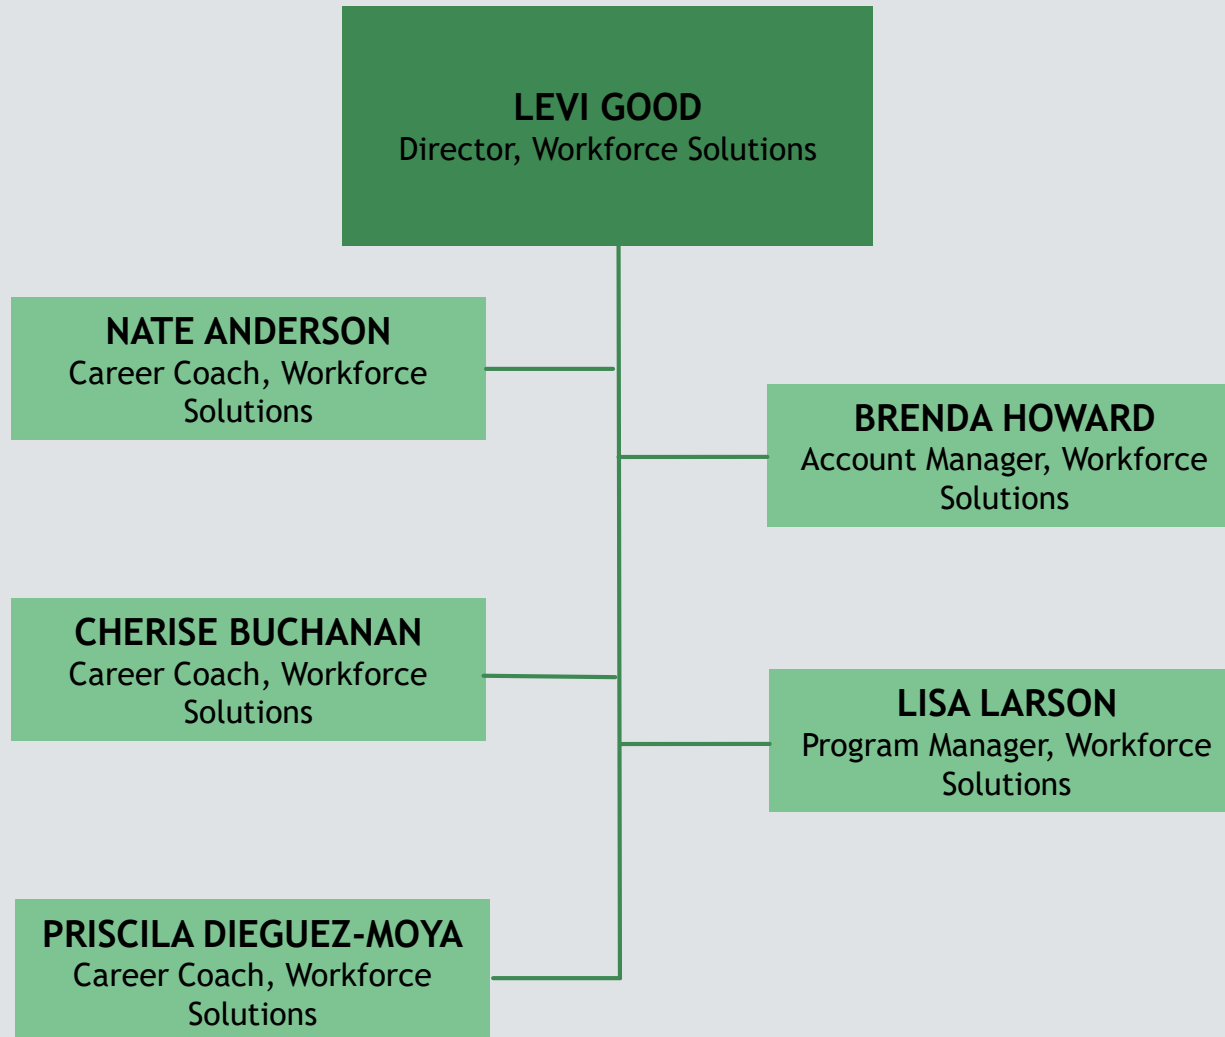 LEVI GOOD
Director, Workforce Solutions
NATE ANDERSON
Career Coach, Workforce
Solutions
BRENDA HOWARD
Account Manager, Workforce
Solutions
CHERISE BUCHANAN
Career Coach, Workforce
Solutions
LISA LARSON
Program Manager, Workforce
Solutions
PRISCILA DIEGUEZ-MOYA
Career Coach, Workforce
Solutions